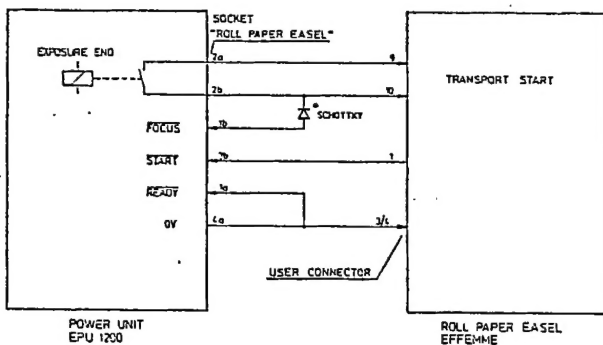 SOCKET
"ROLL PAPER EASEL"
EXPOSURE END
2a 9
TRANSPORT START
2b 10
* SCHOTTKY
FOCUS 1b
START 7b 1
READY
0V 4a 3/4
USER CONNECTOR
POWER UNIT
EPU 1200
ROLL PAPER EASEL
EFFEMME